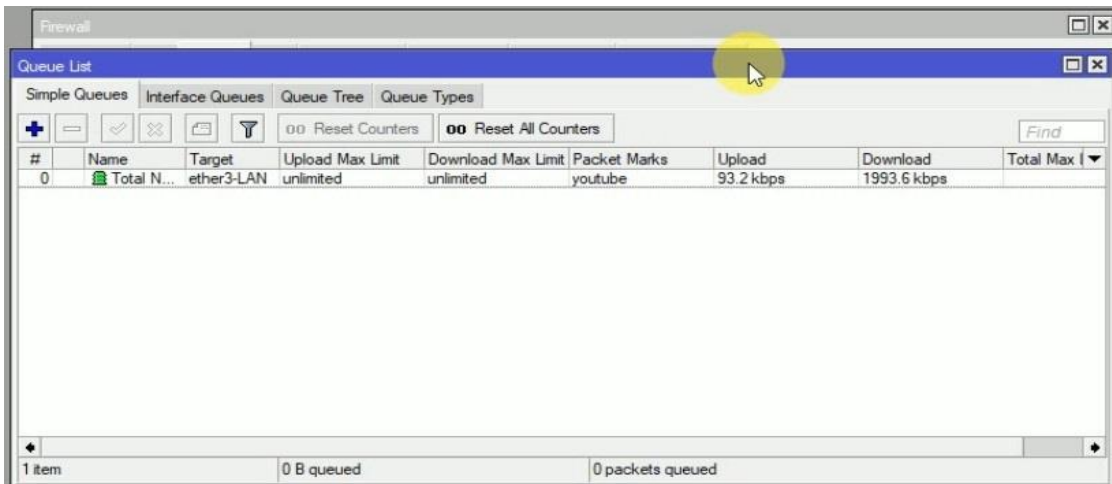 Firewall
Queue List
Simple Queues Interface Queues Queue Tree Queue Types
00 Reset Counters 00 Reset All Counters Find
# Name Target Upload Max Limit Download Max Limit Packet Marks Upload Download Total Max
0 Total N... ether3-LAN unlimited unlimited youtube 93.2 kbps 1993.6 kbps
1 item 0 B queued 0 packets queued